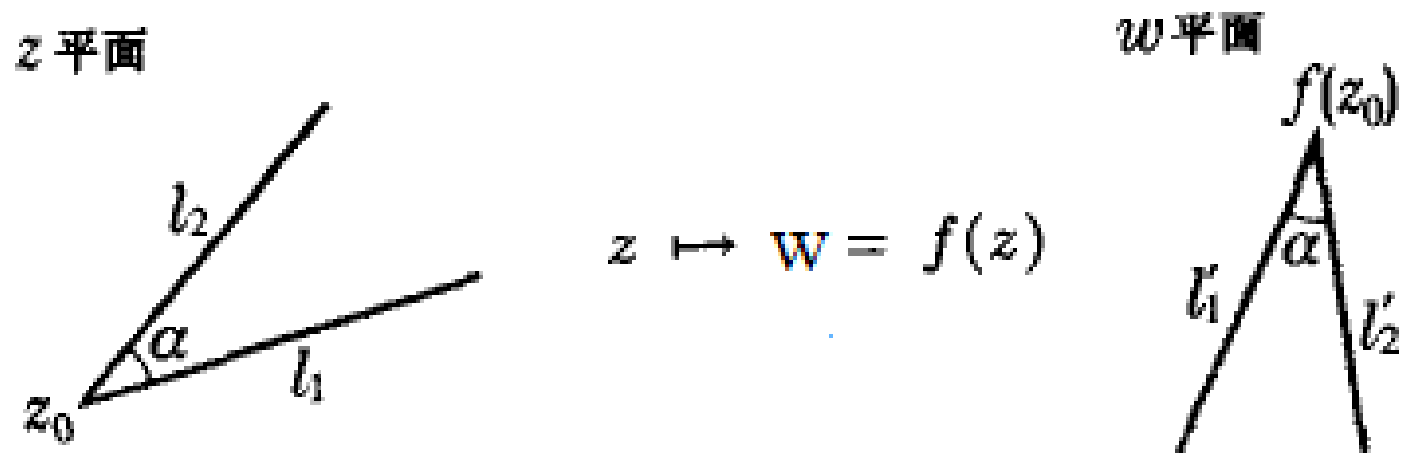 z 平面
l₂
α
l₁
z₀
z ↦ w = f(z)
w 平面
f(z₀)
α
l′₁
l′₂